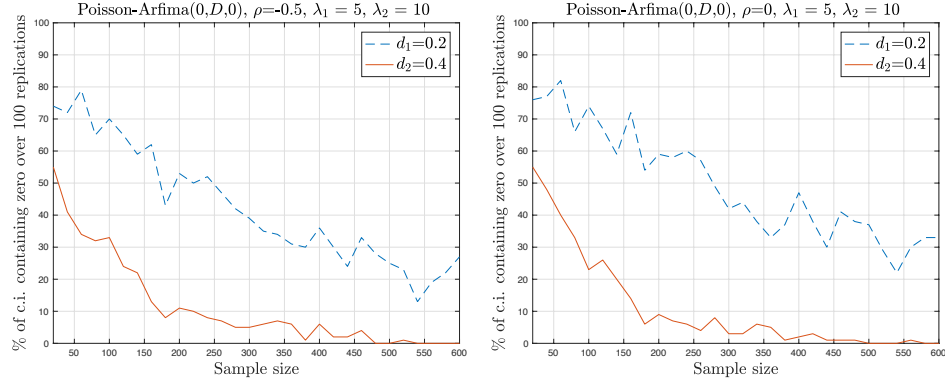 Poisson-Arfima(0,D,0), ρ=-0.5, λ₁ = 5, λ₂ = 10
% of c.i. containing zero over 100 replications
100
90
80
70
60
50
40
30
20
10
0
d₁=0.2
d₂=0.4
50 100 150 200 250 300 350 400 450 500 550 600
Sample size
Poisson-Arfima(0,D,0), ρ=0, λ₁ = 5, λ₂ = 10
% of c.i. containing zero over 100 replications
100
90
80
70
60
50
40
30
20
10
0
d₁=0.2
d₂=0.4
50 100 150 200 250 300 350 400 450 500 550 600
Sample size